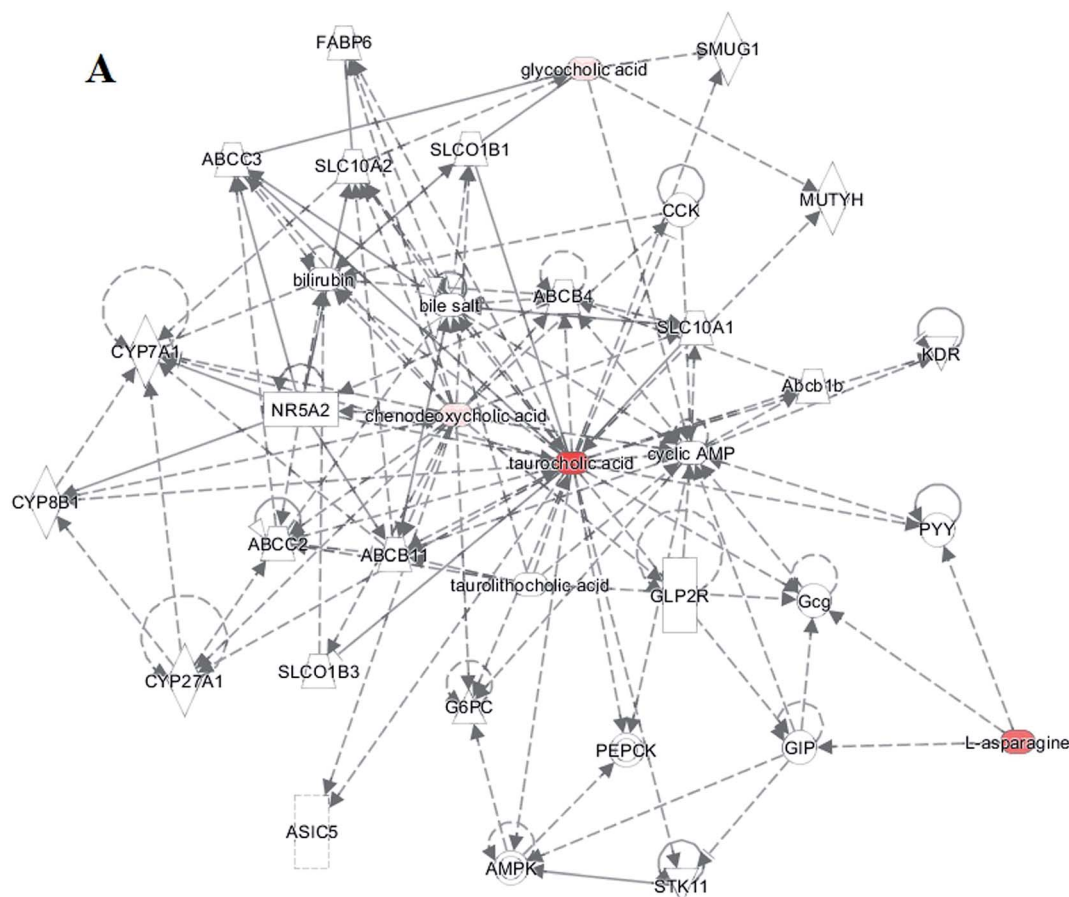 A
FABP6
SMUG1
glycocholic acid
ABCC3
SLC10A2
SLCO1B1
CCK
MUTYH
bilirubin
bile salt
ABCB4
SLC10A1
CYP7A1
KDR
Abcb1b
NR5A2
chenodeoxycholic acid
taurocholic acid
cyclic AMP
CYP8B1
ABCC2
ABCB11
PYY
taurolithocholic acid
GLP2R
Gcg
CYP27A1
SLCO1B3
G6PC
PEPCK
GIP
L-asparagine
ASIC5
AMPK
STK11